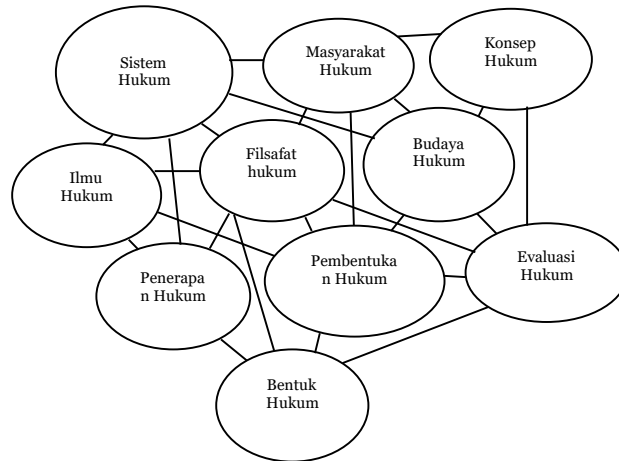 Sistem
Hukum
Masyarakat
Hukum
Konsep
Hukum
Filsafat
hukum
Budaya
Hukum
Ilmu
Hukum
Penerapa
n Hukum
Pembentuka
n Hukum
Evaluasi
Hukum
Bentuk
Hukum